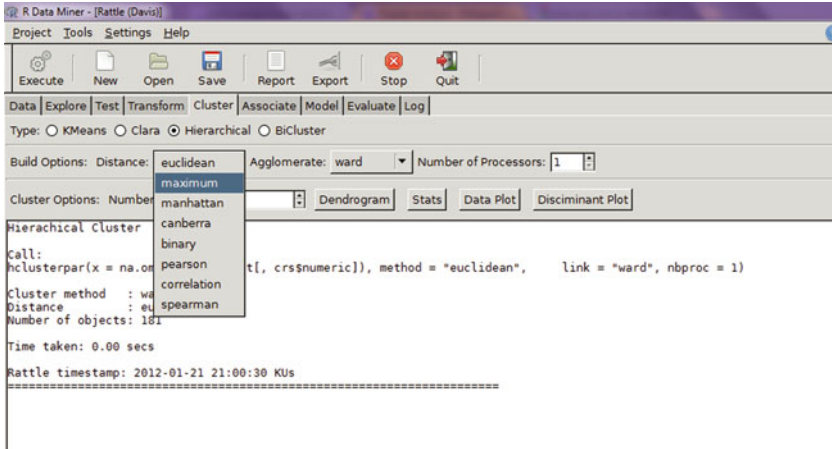 R Data Miner - [Rattle (Davis)]
Project Tools Settings Help
Execute New Open Save Report Export Stop Quit
Data Explore Test Transform Cluster Associate Model Evaluate Log
Type: KMeans Clara Hierarchical BiCluster
Build Options: Distance: euclidean Agglomerate: ward Number of Processors: 1
maximum
manhattan
canberra
binary
pearson
correlation
spearman
Cluster Options: Number Dendrogram Stats Data Plot Disciminant Plot
Hierachical Cluster
Call:
hclusterpar(x = na.om t[, crs$numeric]), method = "euclidean", link = "ward", nbproc = 1)
Cluster method : wa
Distance : eu
Number of objects: 181
Time taken: 0.00 secs
Rattle timestamp: 2012-01-21 21:00:30 KUs
======================================================================